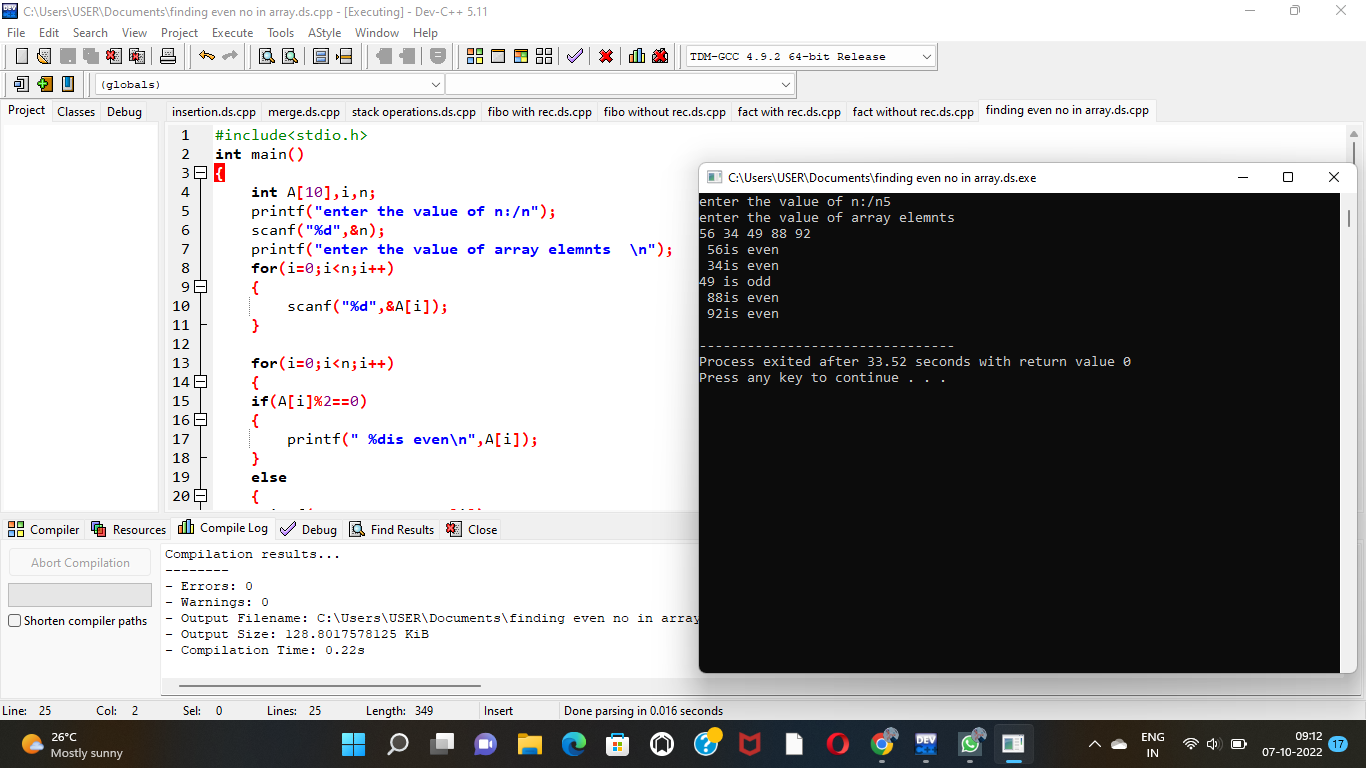 C:\Users\USER\Documents\finding even no in array.ds.cpp - [Executing] - Dev-C++ 5.11
File Edit Search View Project Execute Tools AStyle Window Help
TDM-GCC 4.9.2 64-bit Release
(globals)
Project Classes Debug
insertion.ds.cpp merge.ds.cpp stack operations.ds.cpp fibo with rec.ds.cpp fibo without rec.ds.cpp fact with rec.ds.cpp fact without rec.ds.cpp finding even no in array.ds.cpp
1 #include<stdio.h>
2 int main()
3 {
4 int A[10],i,n;
5 printf("enter the value of n:/n");
6 scanf("%d",&n);
7 printf("enter the value of array elemnts  \n");
8 for(i=0;i<n;i++)
9 {
10 scanf("%d",&A[i]);
11 }
12
13 for(i=0;i<n;i++)
14 {
15 if(A[i]%2==0)
16 {
17 printf(" %dis even\n",A[i]);
18 }
19 else
20 {
C:\Users\USER\Documents\finding even no in array.ds.exe
enter the value of n:/n5
enter the value of array elemnts
56 34 49 88 92
56is even
34is even
49 is odd
88is even
92is even
--------------------------------
Process exited after 33.52 seconds with return value 0
Press any key to continue . . .
Compiler Resources Compile Log Debug Find Results Close
Abort Compilation
Shorten compiler paths
Compilation results...
--------
- Errors: 0
- Warnings: 0
- Output Filename: C:\Users\USER\Documents\finding even no in array
- Output Size: 128.8017578125 KiB
- Compilation Time: 0.22s
Line: 25 Col: 2 Sel: 0 Lines: 25 Length: 349 Insert Done parsing in 0.016 seconds
26°C
Mostly sunny
DEV
ENG
IN
09:12
07-10-2022
17